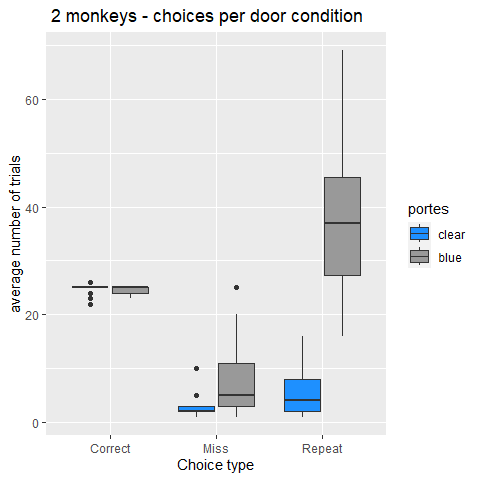 2 monkeys - choices per door condition
average number of trials
60
40
20
0
Correct
Miss
Repeat
Choice type
portes
clear
blue